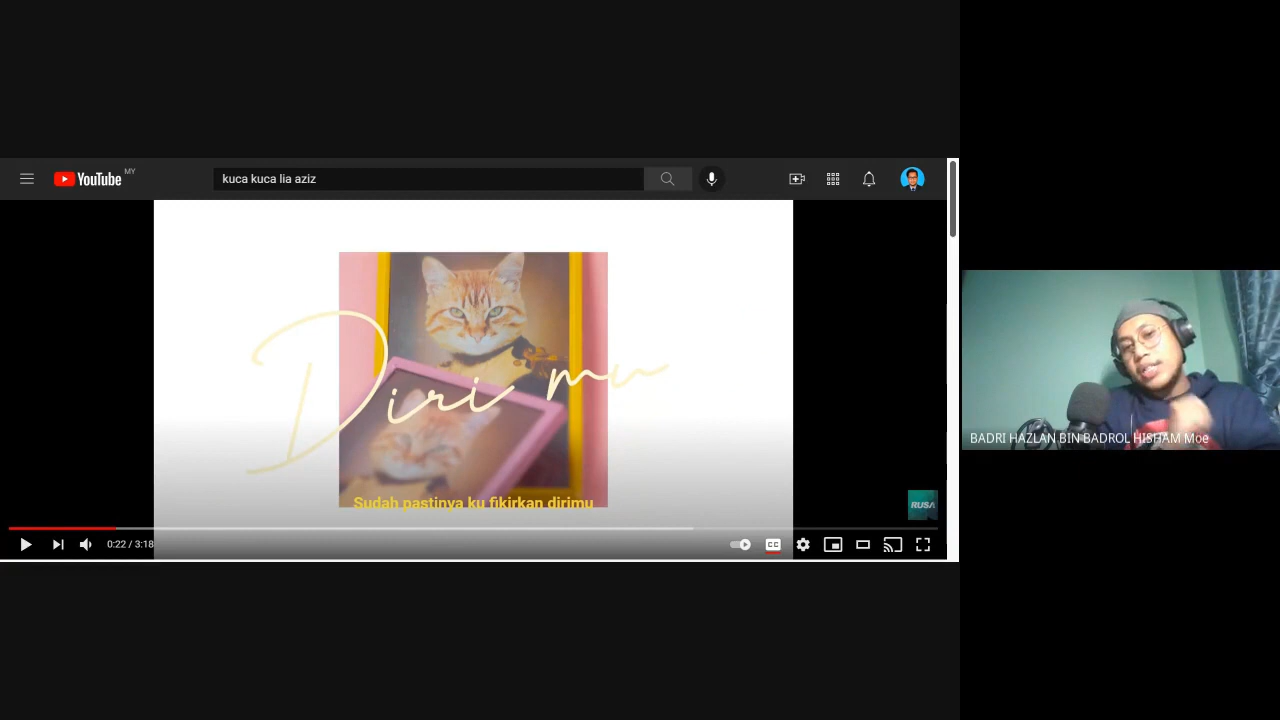 YouTube MY
kuca kuca lia aziz
Diri mu
Sudah pastinya ku fikirkan dirimu
RUSA
0:22 / 3:18
CC
BADRI HAZLAN BIN BADROL HISHAM Moe